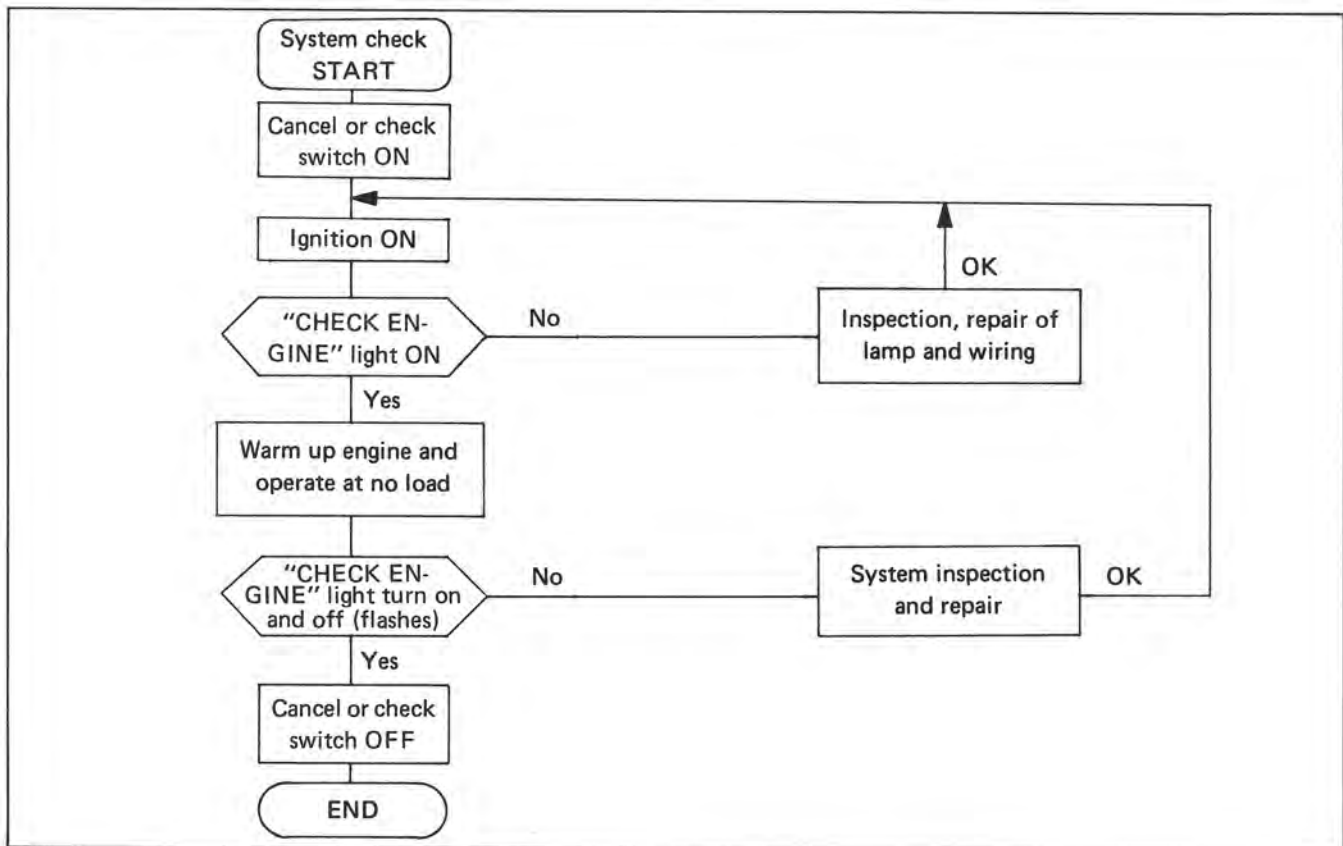 System check
START
Cancel or check
switch ON
Ignition ON
OK
“CHECK EN-
GINE” light ON
No
Inspection, repair of
lamp and wiring
Yes
Warm up engine and
operate at no load
“CHECK EN-
GINE” light turn on
and off (flashes)
No
System inspection
and repair
OK
Yes
Cancel or check
switch OFF
END